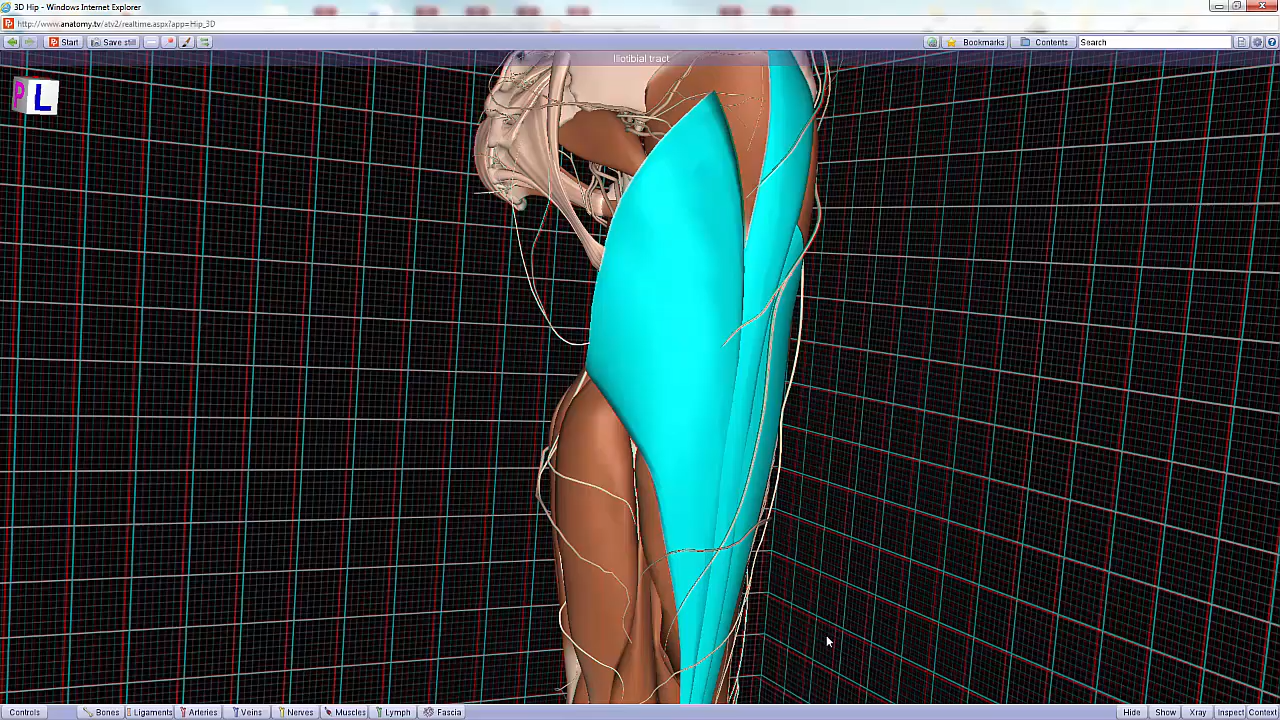 3D Hip - Windows Internet Explorer
http://www.anatomy.tv/atv2/realtime.aspx?app=Hip_3D
Start Save still Bookmarks Contents Search
Iliotibial tract
P L
Controls Bones Ligaments Arteries Veins Nerves Muscles Lymph Fascia Hide Show Xray Inspect Context